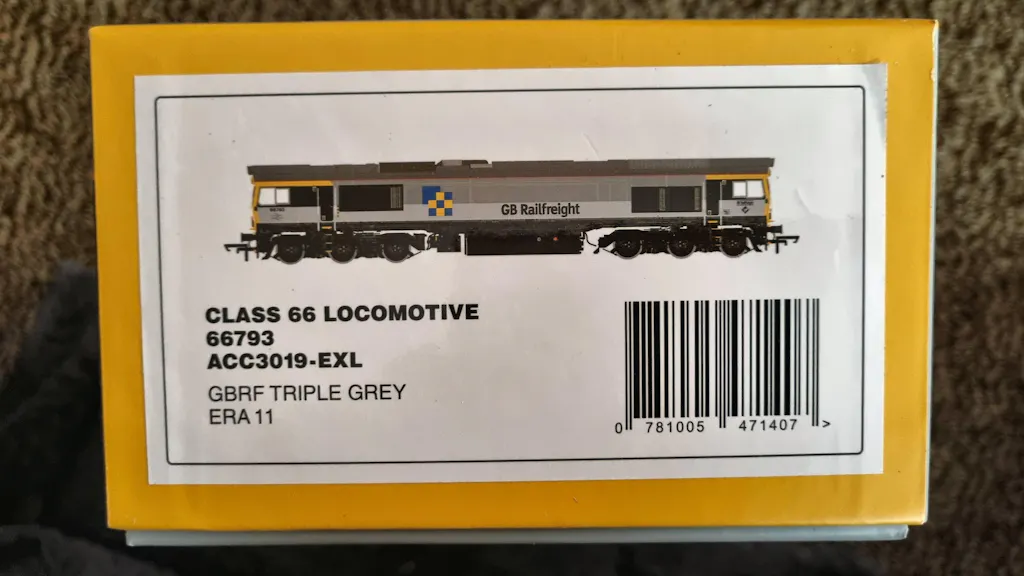 GB Railfreight
CLASS 66 LOCOMOTIVE
66793
ACC3019-EXL
GBRF TRIPLE GREY
ERA 11
0 781005 471407 >